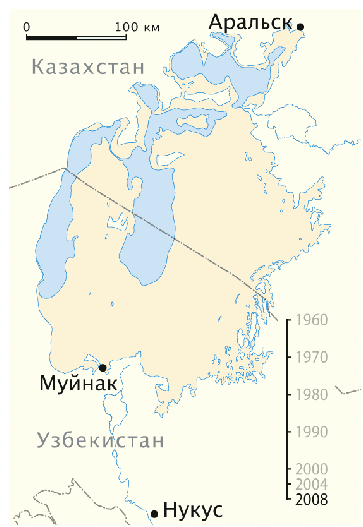 0 100 км
Аральск
Казахстан
1960
1970
Муйнак
1980
1990
Узбекистан
2000
2004
2008
Нукус